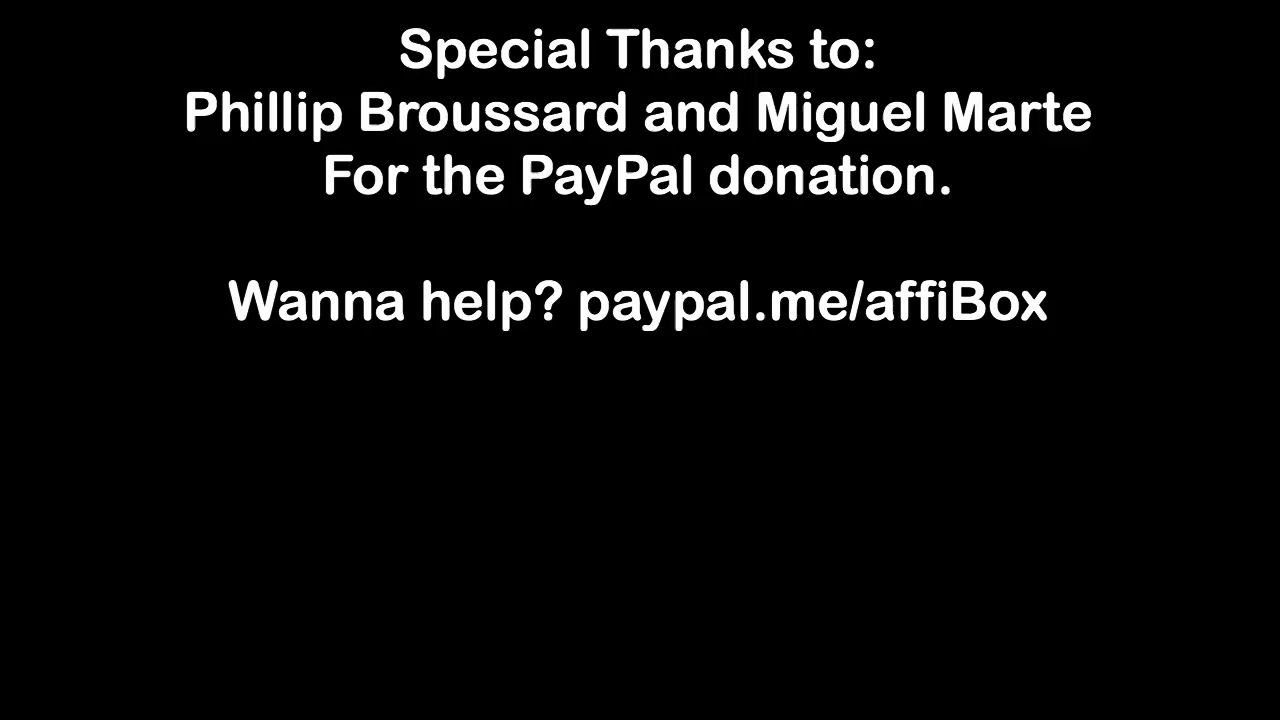 Special Thanks to:
Phillip Broussard and Miguel Marte
For the PayPal donation.
Wanna help? paypal.me/affiBox